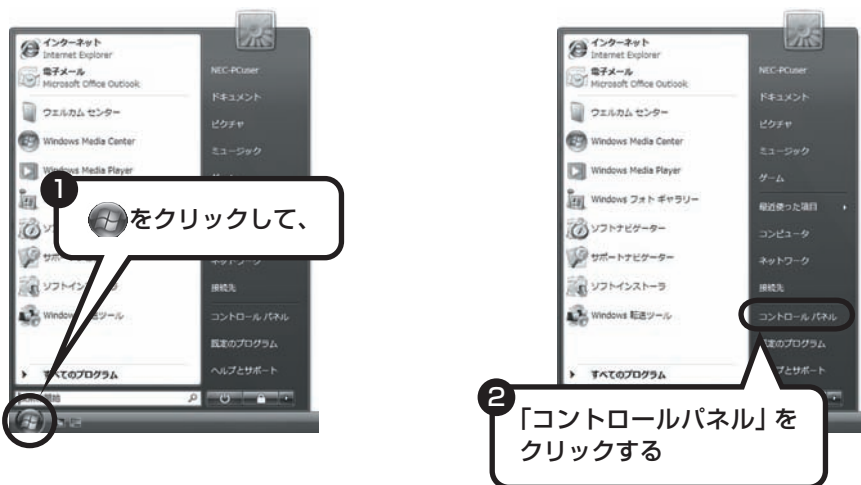 インターネット
Internet Explorer
電子メール
Microsoft Office Outlook
ウェルカム センター
Windows Media Center
Windows Media Player
すべてのプログラム
NEC-PCuser
ドキュメント
ピクチャ
ミュージック
ネットワーク
接続先
コントロール パネル
既定のプログラム
ヘルプとサポート
1
をクリックして、
インターネット
Internet Explorer
電子メール
Microsoft Office Outlook
ウェルカム センター
Windows Media Center
Windows Media Player
Windows フォト ギャラリー
ソフトナビゲーター
サポートナビゲーター
ソフトインストーラ
Windows 転送ツール
すべてのプログラム
NEC-PCuser
ドキュメント
ピクチャ
ミュージック
ゲーム
最近使った項目
コンピュータ
ネットワーク
接続先
コントロール パネル
2
「コントロールパネル」を
クリックする